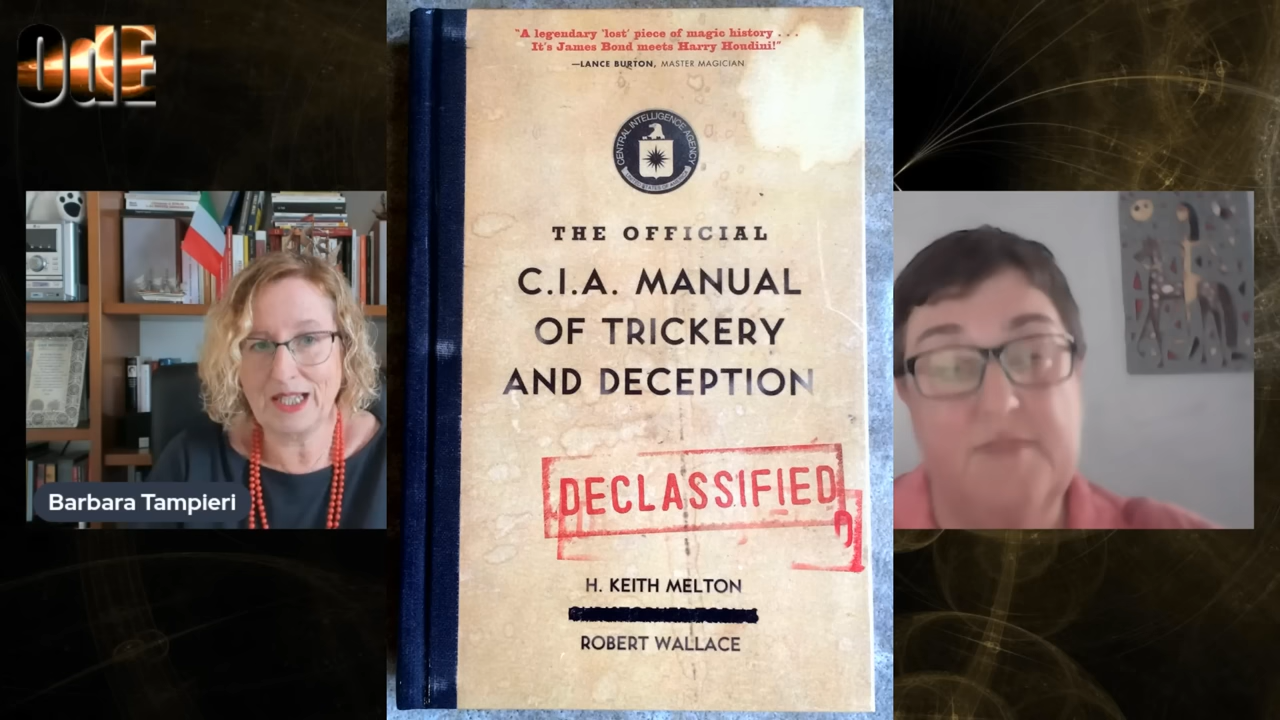 OdE
"A legendary 'lost' piece of magic history . . .
It's James Bond meets Harry Houdini!"
—LANCE BURTON, MASTER MAGICIAN
CENTRAL INTELLIGENCE AGENCY
UNITED STATES OF AMERICA
THE OFFICIAL
C.I.A. MANUAL
OF TRICKERY
AND DECEPTION
DECLASSIFIED
H. KEITH MELTON
ROBERT WALLACE
Barbara Tampieri